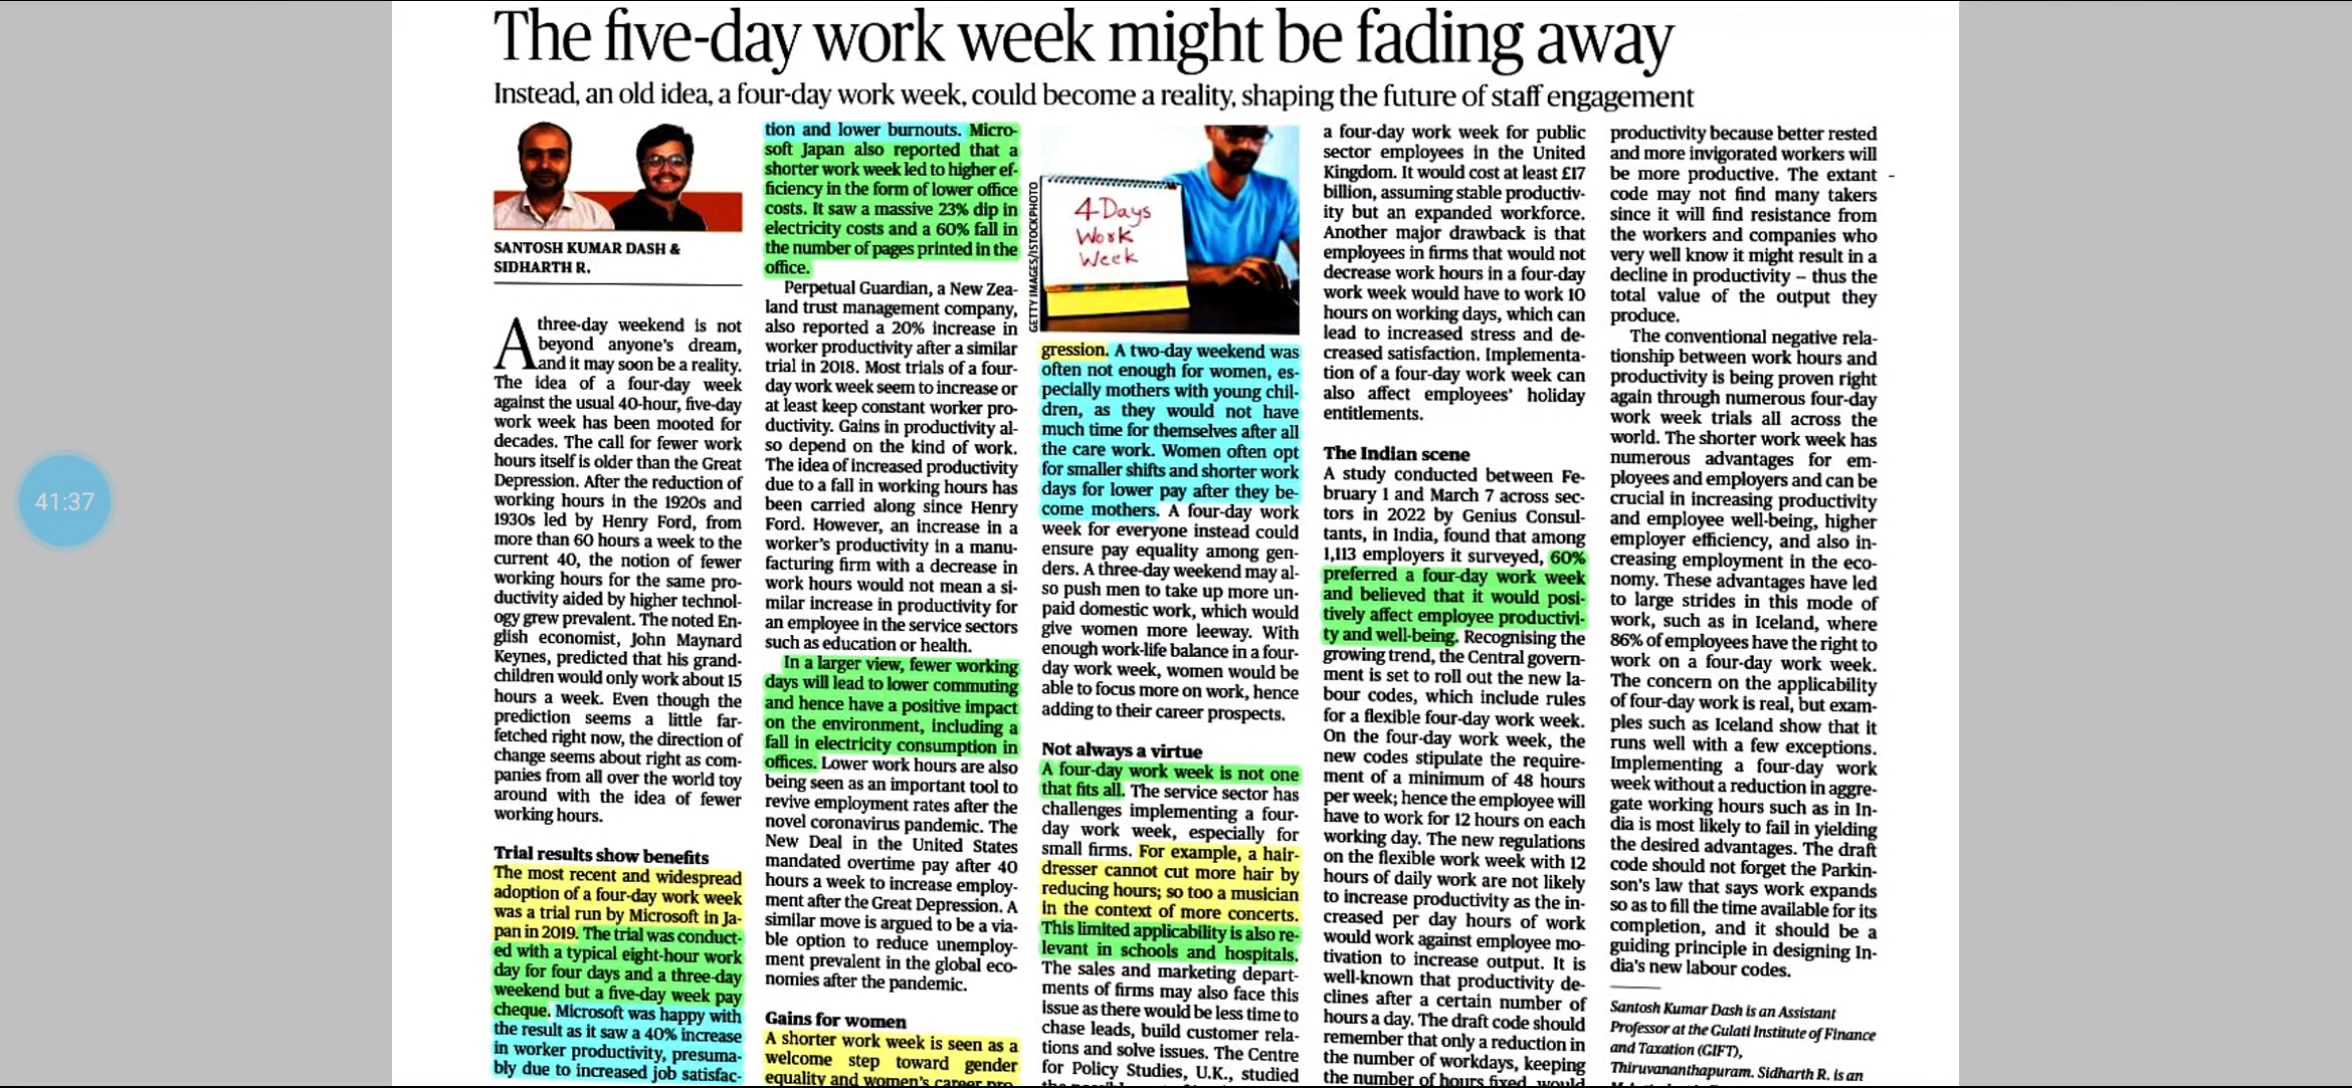 The five-day work week might be fading away
Instead, an old idea, a four-day work week, could become a reality, shaping the future of staff engagement
SANTOSH KUMAR DASH &
SIDHARTH R.
A three-day weekend is not
beyond anyone's dream,
and it may soon be a reality.
The idea of a four-day week
against the usual 40-hour, five-day
work week has been mooted for
decades. The call for fewer work
hours itself is older than the Great
Depression. After the reduction of
working hours in the 1920s and
1930s led by Henry Ford, from
more than 60 hours a week to the
current 40, the notion of fewer
working hours for the same pro-
ductivity aided by higher technol-
ogy grew prevalent. The noted En-
glish economist, John Maynard
Keynes, predicted that his grand-
children would only work about 15
hours a week. Even though the
prediction seems a little far-
fetched right now, the direction of
change seems about right as com-
panies from all over the world toy
around with the idea of fewer
working hours.
Trial results show benefits
The most recent and widespread
adoption of a four-day work week
was a trial run by Microsoft in Ja-
pan in 2019. The trial was conduct-
ed with a typical eight-hour work
day for four days and a three-day
weekend but a five-day week pay
cheque. Microsoft was happy with
the result as it saw a 40% increase
in worker productivity, presuma-
bly due to increased job satisfac-
tion and lower burnouts. Micro-
soft Japan also reported that a
shorter work week led to higher ef-
ficiency in the form of lower office
costs. It saw a massive 23% dip in
electricity costs and a 60% fall in
the number of pages printed in the
office.
Perpetual Guardian, a New Zea-
land trust management company,
also reported a 20% increase in
worker productivity after a similar
trial in 2018. Most trials of a four-
day work week seem to increase or
at least keep constant worker pro-
ductivity. Gains in productivity al-
so depend on the kind of work.
The idea of increased productivity
due to a fall in working hours has
been carried along since Henry
Ford. However, an increase in a
worker's productivity in a manu-
facturing firm with a decrease in
work hours would not mean a si-
milar increase in productivity for
an employee in the service sectors
such as education or health.
In a larger view, fewer working
days will lead to lower commuting
and hence have a positive impact
on the environment, including a
fall in electricity consumption in
offices. Lower work hours are also
being seen as an important tool to
revive employment rates after the
novel coronavirus pandemic. The
New Deal in the United States
mandated overtime pay after 40
hours a week to increase employ-
ment after the Great Depression. A
similar move is argued to be a via-
ble option to reduce unemploy-
ment prevalent in the global eco-
nomies after the pandemic.
Gains for women
A shorter work week is seen as a
welcome step toward gender
equality and women's career pro-
GETTY IMAGES/ISTOCKPHOTO
4-Days
Work
Week
gression. A two-day weekend was
often not enough for women, es-
pecially mothers with young chil-
dren, as they would not have
much time for themselves after all
the care work. Women often opt
for smaller shifts and shorter work
days for lower pay after they be-
come mothers. A four-day work
week for everyone instead could
ensure pay equality among gen-
ders. A three-day weekend may al-
so push men to take up more un-
paid domestic work, which would
give women more leeway. With
enough work-life balance in a four-
day work week, women would be
able to focus more on work, hence
adding to their career prospects.
Not always a virtue
A four-day work week is not one
that fits all. The service sector has
challenges implementing a four-
day work week, especially for
small firms. For example, a hair-
dresser cannot cut more hair by
reducing hours; so too a musician
in the context of more concerts.
This limited applicability is also re-
levant in schools and hospitals.
The sales and marketing depart-
ments of firms may also face this
issue as there would be less time to
chase leads, build customer rela-
tions and solve issues. The Centre
for Policy Studies, U.K., studied
a four-day work week for public
sector employees in the United
Kingdom. It would cost at least £17
billion, assuming stable productiv-
ity but an expanded workforce.
Another major drawback is that
employees in firms that would not
decrease work hours in a four-day
work week would have to work 10
hours on working days, which can
lead to increased stress and de-
creased satisfaction. Implementa-
tion of a four-day work week can
also affect employees' holiday
entitlements.
The Indian scene
A study conducted between Fe-
bruary 1 and March 7 across sec-
tors in 2022 by Genius Consul-
tants, in India, found that among
1,113 employers it surveyed, 60%
preferred a four-day work week
and believed that it would posi-
tively affect employee productivi-
ty and well-being. Recognising the
growing trend, the Central govern-
ment is set to roll out the new la-
bour codes, which include rules
for a flexible four-day work week.
On the four-day work week, the
new codes stipulate the require-
ment of a minimum of 48 hours
per week; hence the employee will
have to work for 12 hours on each
working day. The new regulations
on the flexible work week with 12
hours of daily work are not likely
to increase productivity as the in-
creased per day hours of work
would work against employee mo-
tivation to increase output. It is
well-known that productivity de-
clines after a certain number of
hours a day. The draft code should
remember that only a reduction in
the number of workdays, keeping
the number of hours fixed, would
productivity because better rested
and more invigorated workers will
be more productive. The extant -
code may not find many takers
since it will find resistance from
the workers and companies who
very well know it might result in a
decline in productivity – thus the
total value of the output they
produce.
The conventional negative rela-
tionship between work hours and
productivity is being proven right
again through numerous four-day
work week trials all across the
world. The shorter work week has
numerous advantages for em-
ployees and employers and can be
crucial in increasing productivity
and employee well-being, higher
employer efficiency, and also in-
creasing employment in the eco-
nomy. These advantages have led
to large strides in this mode of
work, such as in Iceland, where
86% of employees have the right to
work on a four-day work week.
The concern on the applicability
of four-day work is real, but exam-
ples such as Iceland show that it
runs well with a few exceptions.
Implementing a four-day work
week without a reduction in aggre-
gate working hours such as in In-
dia is most likely to fail in yielding
the desired advantages. The draft
code should not forget the Parkin-
son's law that says work expands
so as to fill the time available for its
completion, and it should be a
guiding principle in designing In-
dia's new labour codes.
Santosh Kumar Dash is an Assistant
Professor at the Gulati Institute of Finance
and Taxation (GIFT),
Thiruvananthapuram. Sidharth R. is an
41:37